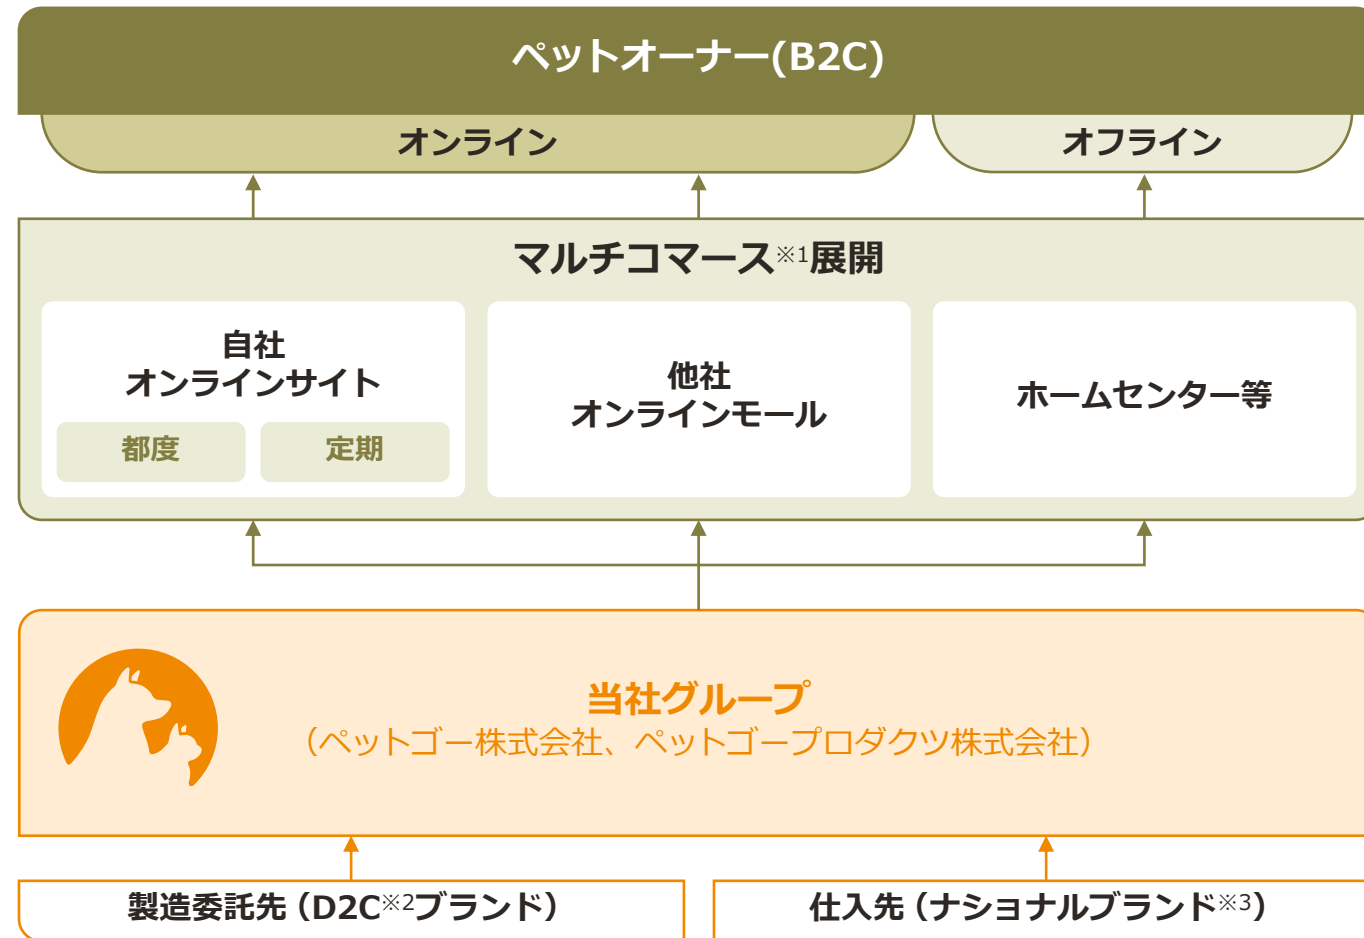 ペットオーナー(B2C)
オンライン
オフライン
マルチコマース※1展開
自社
オンラインサイト
都度
定期
他社
オンラインモール
ホームセンター等
当社グループ
（ペットゴー株式会社、ペットゴープロダクツ株式会社）
製造委託先（D2C※2ブランド）
仕入先（ナショナルブランド※3）